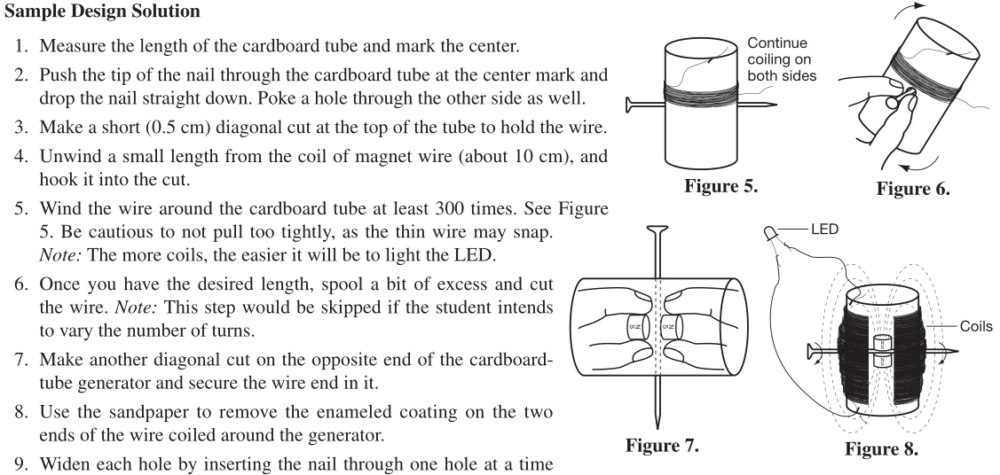 Sample Design Solution
1. Measure the length of the cardboard tube and mark the center.
2. Push the tip of the nail through the cardboard tube at the center mark and
drop the nail straight down. Poke a hole through the other side as well.
3. Make a short (0.5 cm) diagonal cut at the top of the tube to hold the wire.
4. Unwind a small length from the coil of magnet wire (about 10 cm), and
hook it into the cut.
5. Wind the wire around the cardboard tube at least 300 times. See Figure
5. Be cautious to not pull too tightly, as the thin wire may snap.
Note: The more coils, the easier it will be to light the LED.
6. Once you have the desired length, spool a bit of excess and cut
the wire. Note: This step would be skipped if the student intends
to vary the number of turns.
7. Make another diagonal cut on the opposite end of the cardboard-
tube generator and secure the wire end in it.
8. Use the sandpaper to remove the enameled coating on the two
ends of the wire coiled around the generator.
9. Widen each hole by inserting the nail through one hole at a time
Continue
coiling on
both sides
Figure 5.
Figure 6.
S N
S N
Figure 7.
LED
Coils
Figure 8.